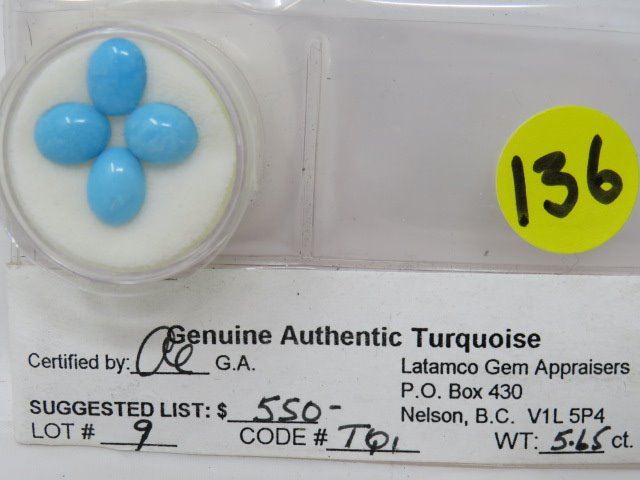 136
Genuine Authentic Turquoise
Certified by: G.A.
Latamco Gem Appraisers
P.O. Box 430
SUGGESTED LIST: $ 550-
Nelson, B.C. V1L 5P4
LOT # 9 CODE # TQ1 WT: 5.65 ct.